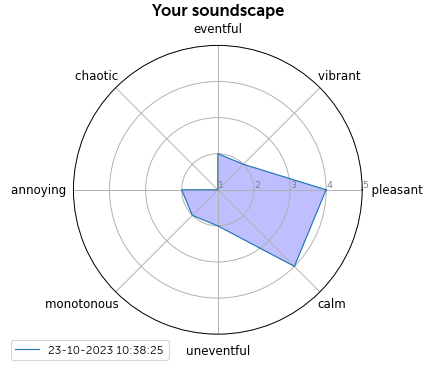 Your soundscape
eventful
chaotic
vibrant
annoying
1 2 3 4 5
pleasant
monotonous
calm
uneventful
23-10-2023 10:38:25